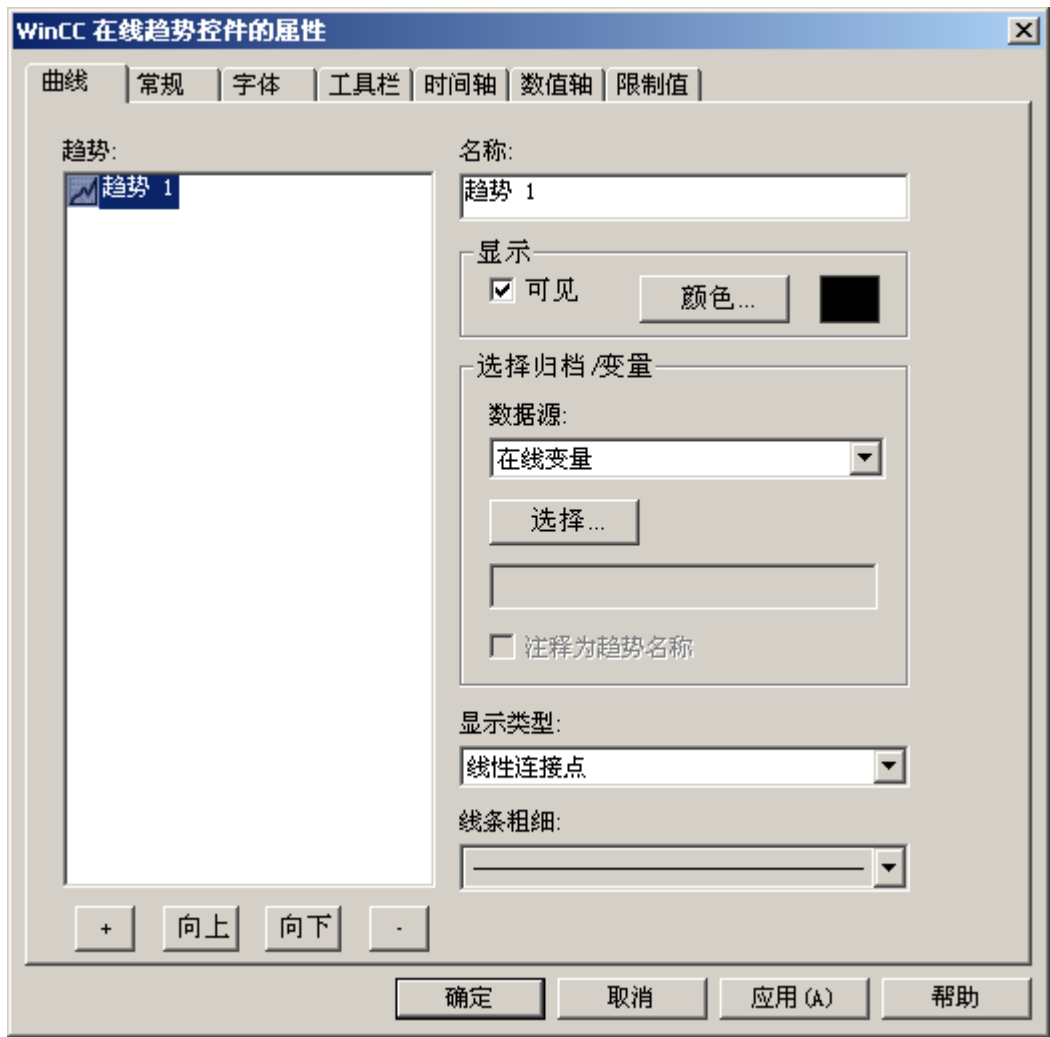 WinCC 在线趋势控件的属性
曲线 常规 字体 工具栏 时间轴 数值轴 限制值
趋势:
趋势 1
名称:
趋势 1
显示
可见
颜色...
选择归档/变量
数据源:
在线变量
选择...
注释为趋势名称
显示类型:
线性连接点
线条粗细:
+ 向上 向下 -
确定 取消 应用(A) 帮助